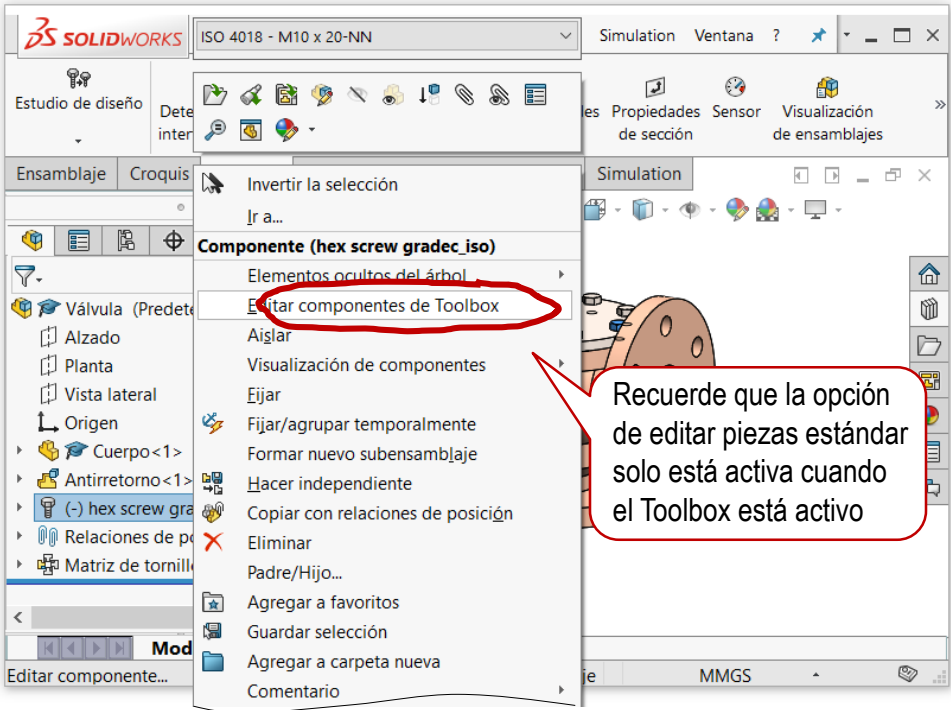 SOLIDWORKS
ISO 4018 - M10 x 20-NN
Simulation Ventana ?
Estudio de diseño
Dete
inter
les
Propiedades
de sección
Sensor
Visualización
de ensamblajes
»
Ensamblaje Croquis
Simulation
Invertir la selección
Ir a...
Componente (hex screw gradec_iso)
Elementos ocultos del árbol
Editar componentes de Toolbox
Aislar
Visualización de componentes
Fijar
Fijar/agrupar temporalmente
Formar nuevo subensamblaje
Hacer independiente
Copiar con relaciones de posición
Eliminar
Padre/Hijo...
Agregar a favoritos
Guardar selección
Agregar a carpeta nueva
Comentario
Válvula (Predete
Alzado
Planta
Vista lateral
Origen
Cuerpo<1>
Antirretorno<1>
(-) hex screw gra
Relaciones de po
Matriz de tornillo
Recuerde que la opción
de editar piezas estándar
solo está activa cuando
el Toolbox está activo
Mod
Editar componente...
je
MMGS